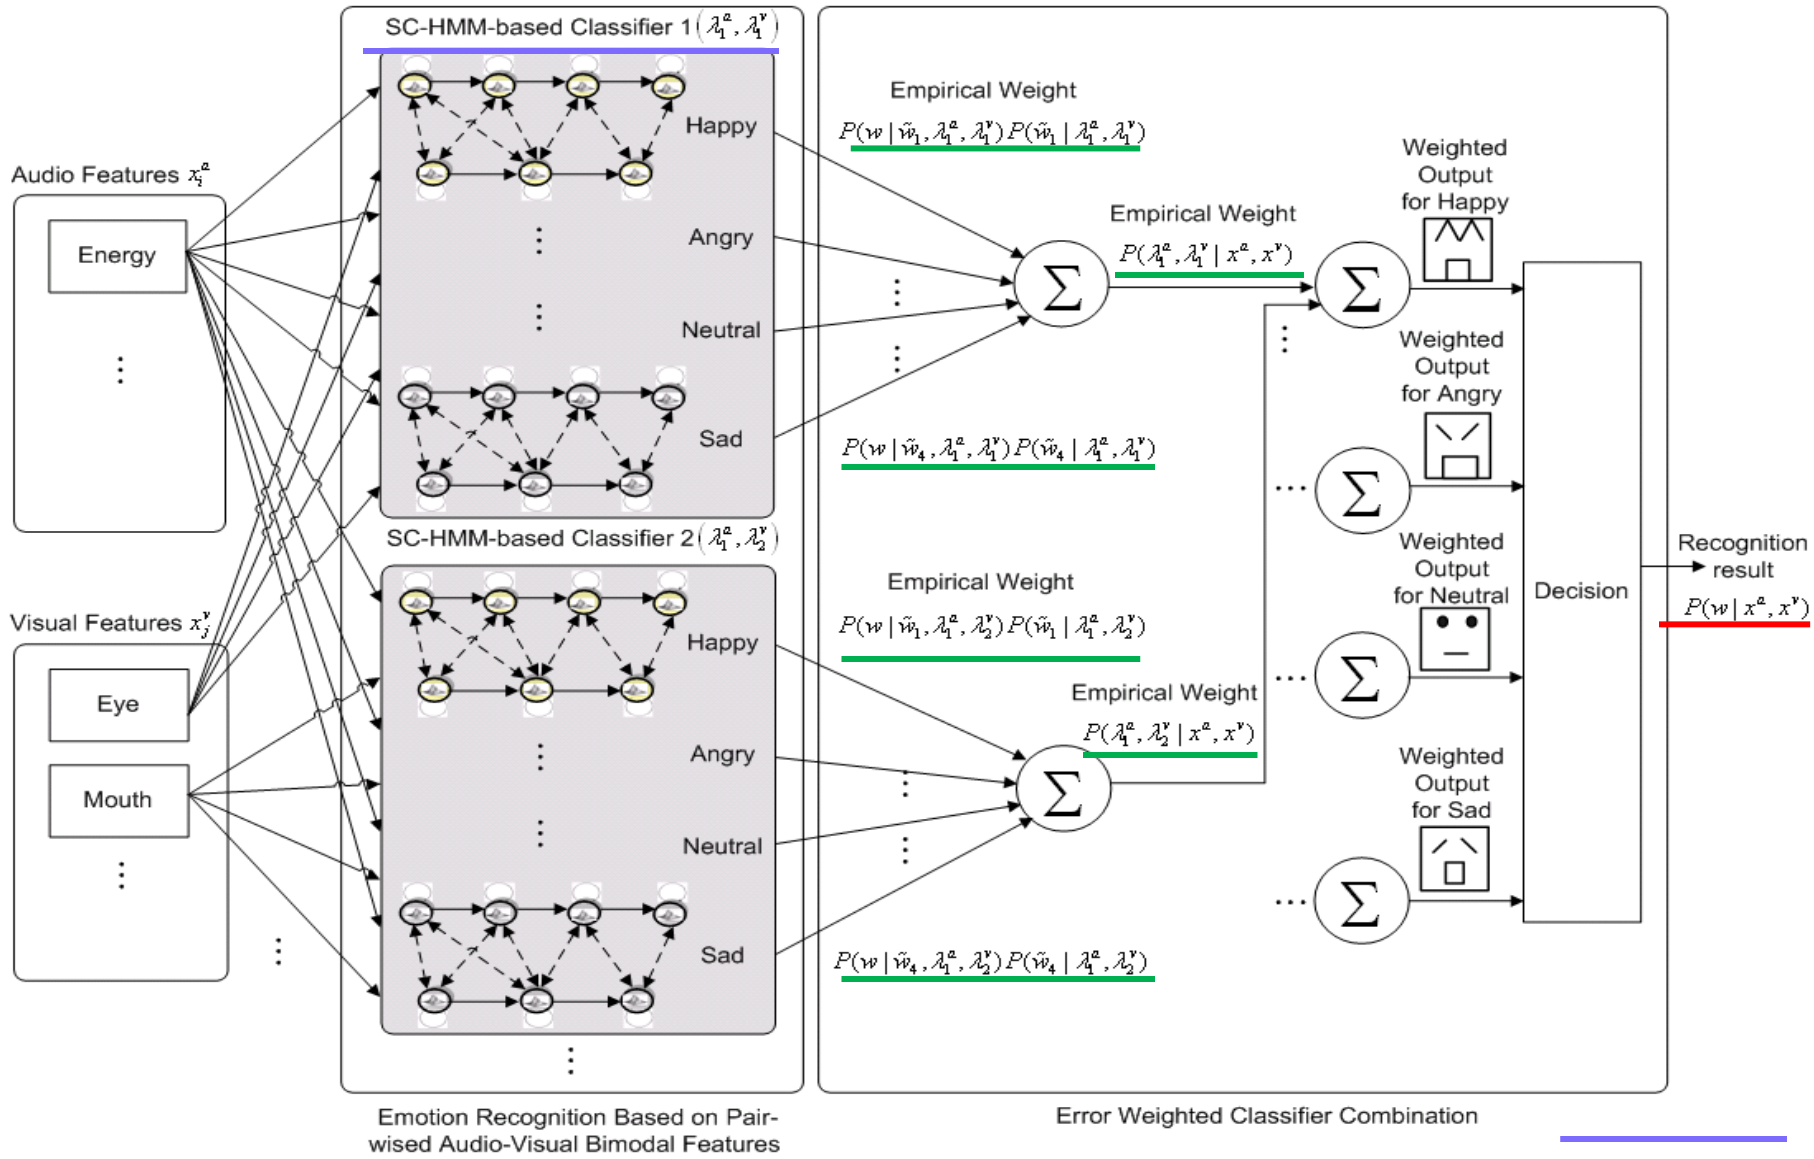 SC-HMM-based Classifier 1 (λ₁ᵃ, λ₁ᵛ)
Happy
Angry
⋮
⋮
Neutral
Sad
Audio Features xᵢᵃ
Energy
⋮
Visual Features xⱼᵛ
Eye
Mouth
⋮
⋮
SC-HMM-based Classifier 2 (λ₁ᵃ, λ₂ᵛ)
Happy
Angry
⋮
⋮
Neutral
Sad
⋮
Emotion Recognition Based on Pair-
wised Audio-Visual Bimodal Features
Empirical Weight
P(w | w̃₁, λ₁ᵃ, λ₁ᵛ)P(w̃₁ | λ₁ᵃ, λ₁ᵛ)
⋮
⋮
P(w | w̃₄, λ₁ᵃ, λ₁ᵛ)P(w̃₄ | λ₁ᵃ, λ₁ᵛ)
Σ
Empirical Weight
P(λ₁ᵃ, λ₁ᵛ | xᵃ, xᵛ)
Empirical Weight
P(w | w̃₁, λ₁ᵃ, λ₂ᵛ)P(w̃₁ | λ₁ᵃ, λ₂ᵛ)
⋮
⋮
P(w | w̃₄, λ₁ᵃ, λ₂ᵛ)P(w̃₄ | λ₁ᵃ, λ₂ᵛ)
Σ
Empirical Weight
P(λ₁ᵃ, λ₂ᵛ | xᵃ, xᵛ)
Weighted
Output
for Happy
Σ
⋮
Weighted
Output
for Angry
... Σ
Weighted
Output
for Neutral
... Σ
Weighted
Output
for Sad
... Σ
Decision
Recognition
result
P(w | xᵃ, xᵛ)
Error Weighted Classifier Combination